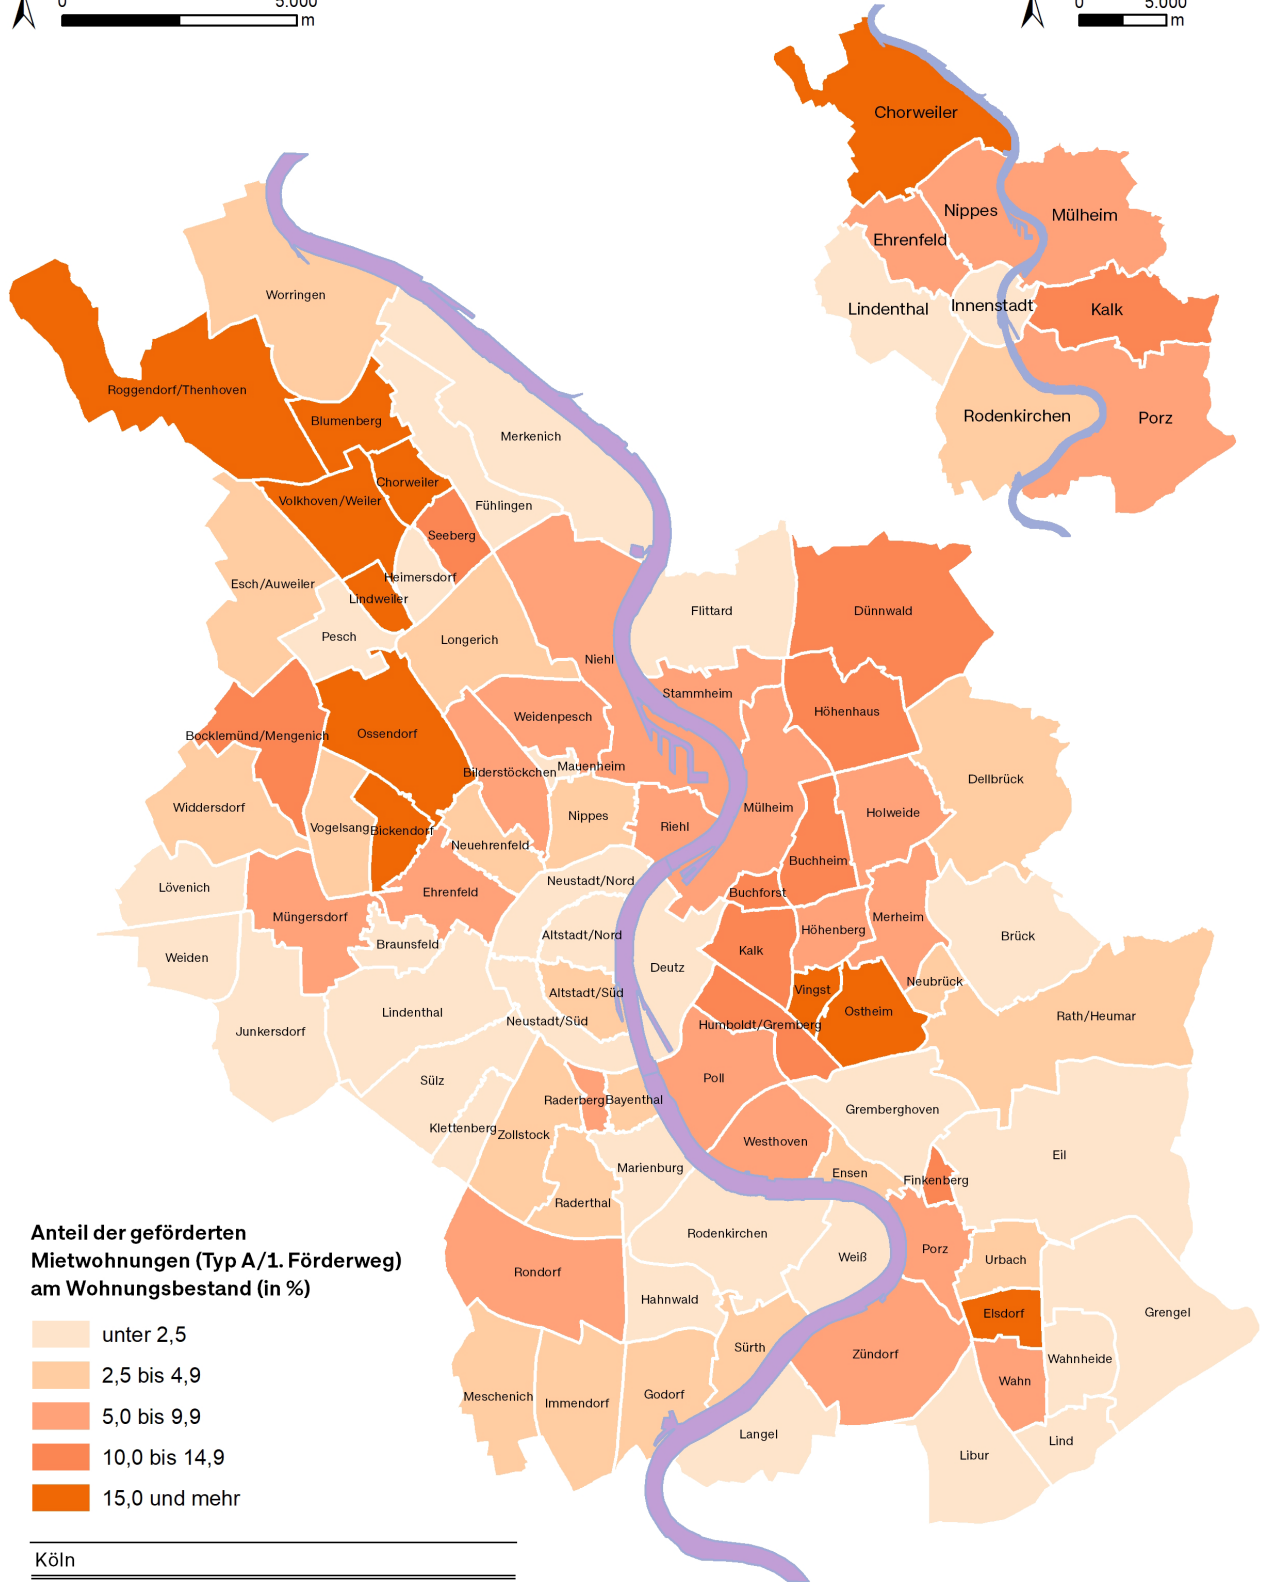 0 5.000
m
0 5.000
m
Chorweiler
Nippes
Mülheim
Ehrenfeld
Lindenthal
Innenstadt
Kalk
Rodenkirchen
Porz
Worringen
Roggendorf/Thenhoven
Blumenberg
Merkenich
Chorweiler
Volkhoven/Weiler
Fühlingen
Seeberg
Heimersdorf
Esch/Auweiler
Lindweiler
Flittard
Dünnwald
Pesch
Longerich
Niehl
Stammheim
Höhenhaus
Weidenpesch
Bocklemünd/Mengenich
Ossendorf
Mauenheim
Bilderstöckchen
Dellbrück
Widdersdorf
Mülheim
Holweide
Nippes
Vogelsang
Bickendorf
Riehl
Neuehrenfeld
Buchheim
Lövenich
Neustadt/Nord
Ehrenfeld
Buchforst
Müngersdorf
Merheim
Höhenberg
Altstadt/Nord
Brück
Braunsfeld
Kalk
Weiden
Deutz
Neubrück
Vingst
Altstadt/Süd
Lindenthal
Ostheim
Rath/Heumar
Neustadt/Süd
Humboldt/Gremberg
Junkersdorf
Poll
Sülz
Raderberg
Bayenthal
Gremberghoven
Klettenberg
Zollstock
Westhoven
Eil
Marienburg
Ensen
Finkenberg
Raderthal
Rodenkirchen
Anteil der geförderten
Mietwohnungen (Typ A/1. Förderweg)
am Wohnungsbestand (in %)
Weiß
Porz
Urbach
Rondorf
Hahnwald
Elsdorf
Grengel
Sürth
Zündorf
Wahnheide
Wahn
Meschenich
Immendorf
Godorf
Langel
Lind
Libur
unter 2,5
2,5 bis 4,9
5,0 bis 9,9
10,0 bis 14,9
15,0 und mehr
Köln